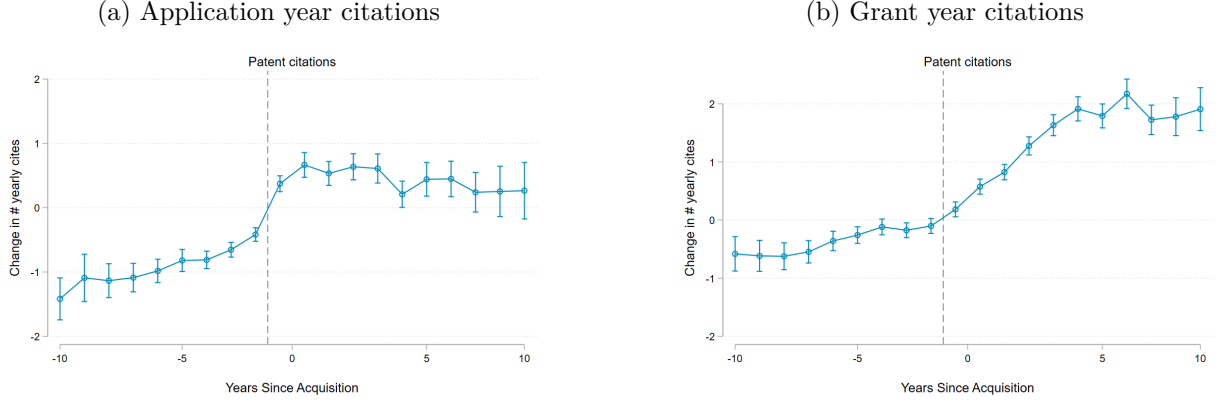 (a) Application year citations
Patent citations
Change in # yearly cites
2
1
0
-1
-2
-10
-5
0
5
10
Years Since Acquisition
(b) Grant year citations
Patent citations
Change in # yearly cites
2
1
0
-1
-2
-10
-5
0
5
10
Years Since Acquisition